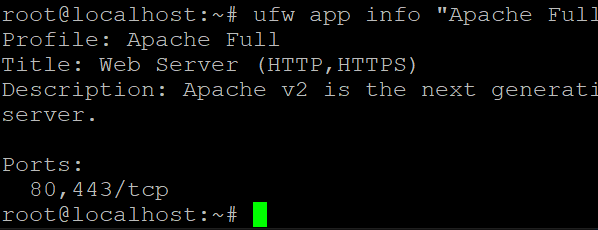 root@localhost:~# ufw app info "Apache Full
Profile: Apache Full
Title: Web Server (HTTP,HTTPS)
Description: Apache v2 is the next generati
server.
Ports:
80,443/tcp
root@localhost:~#